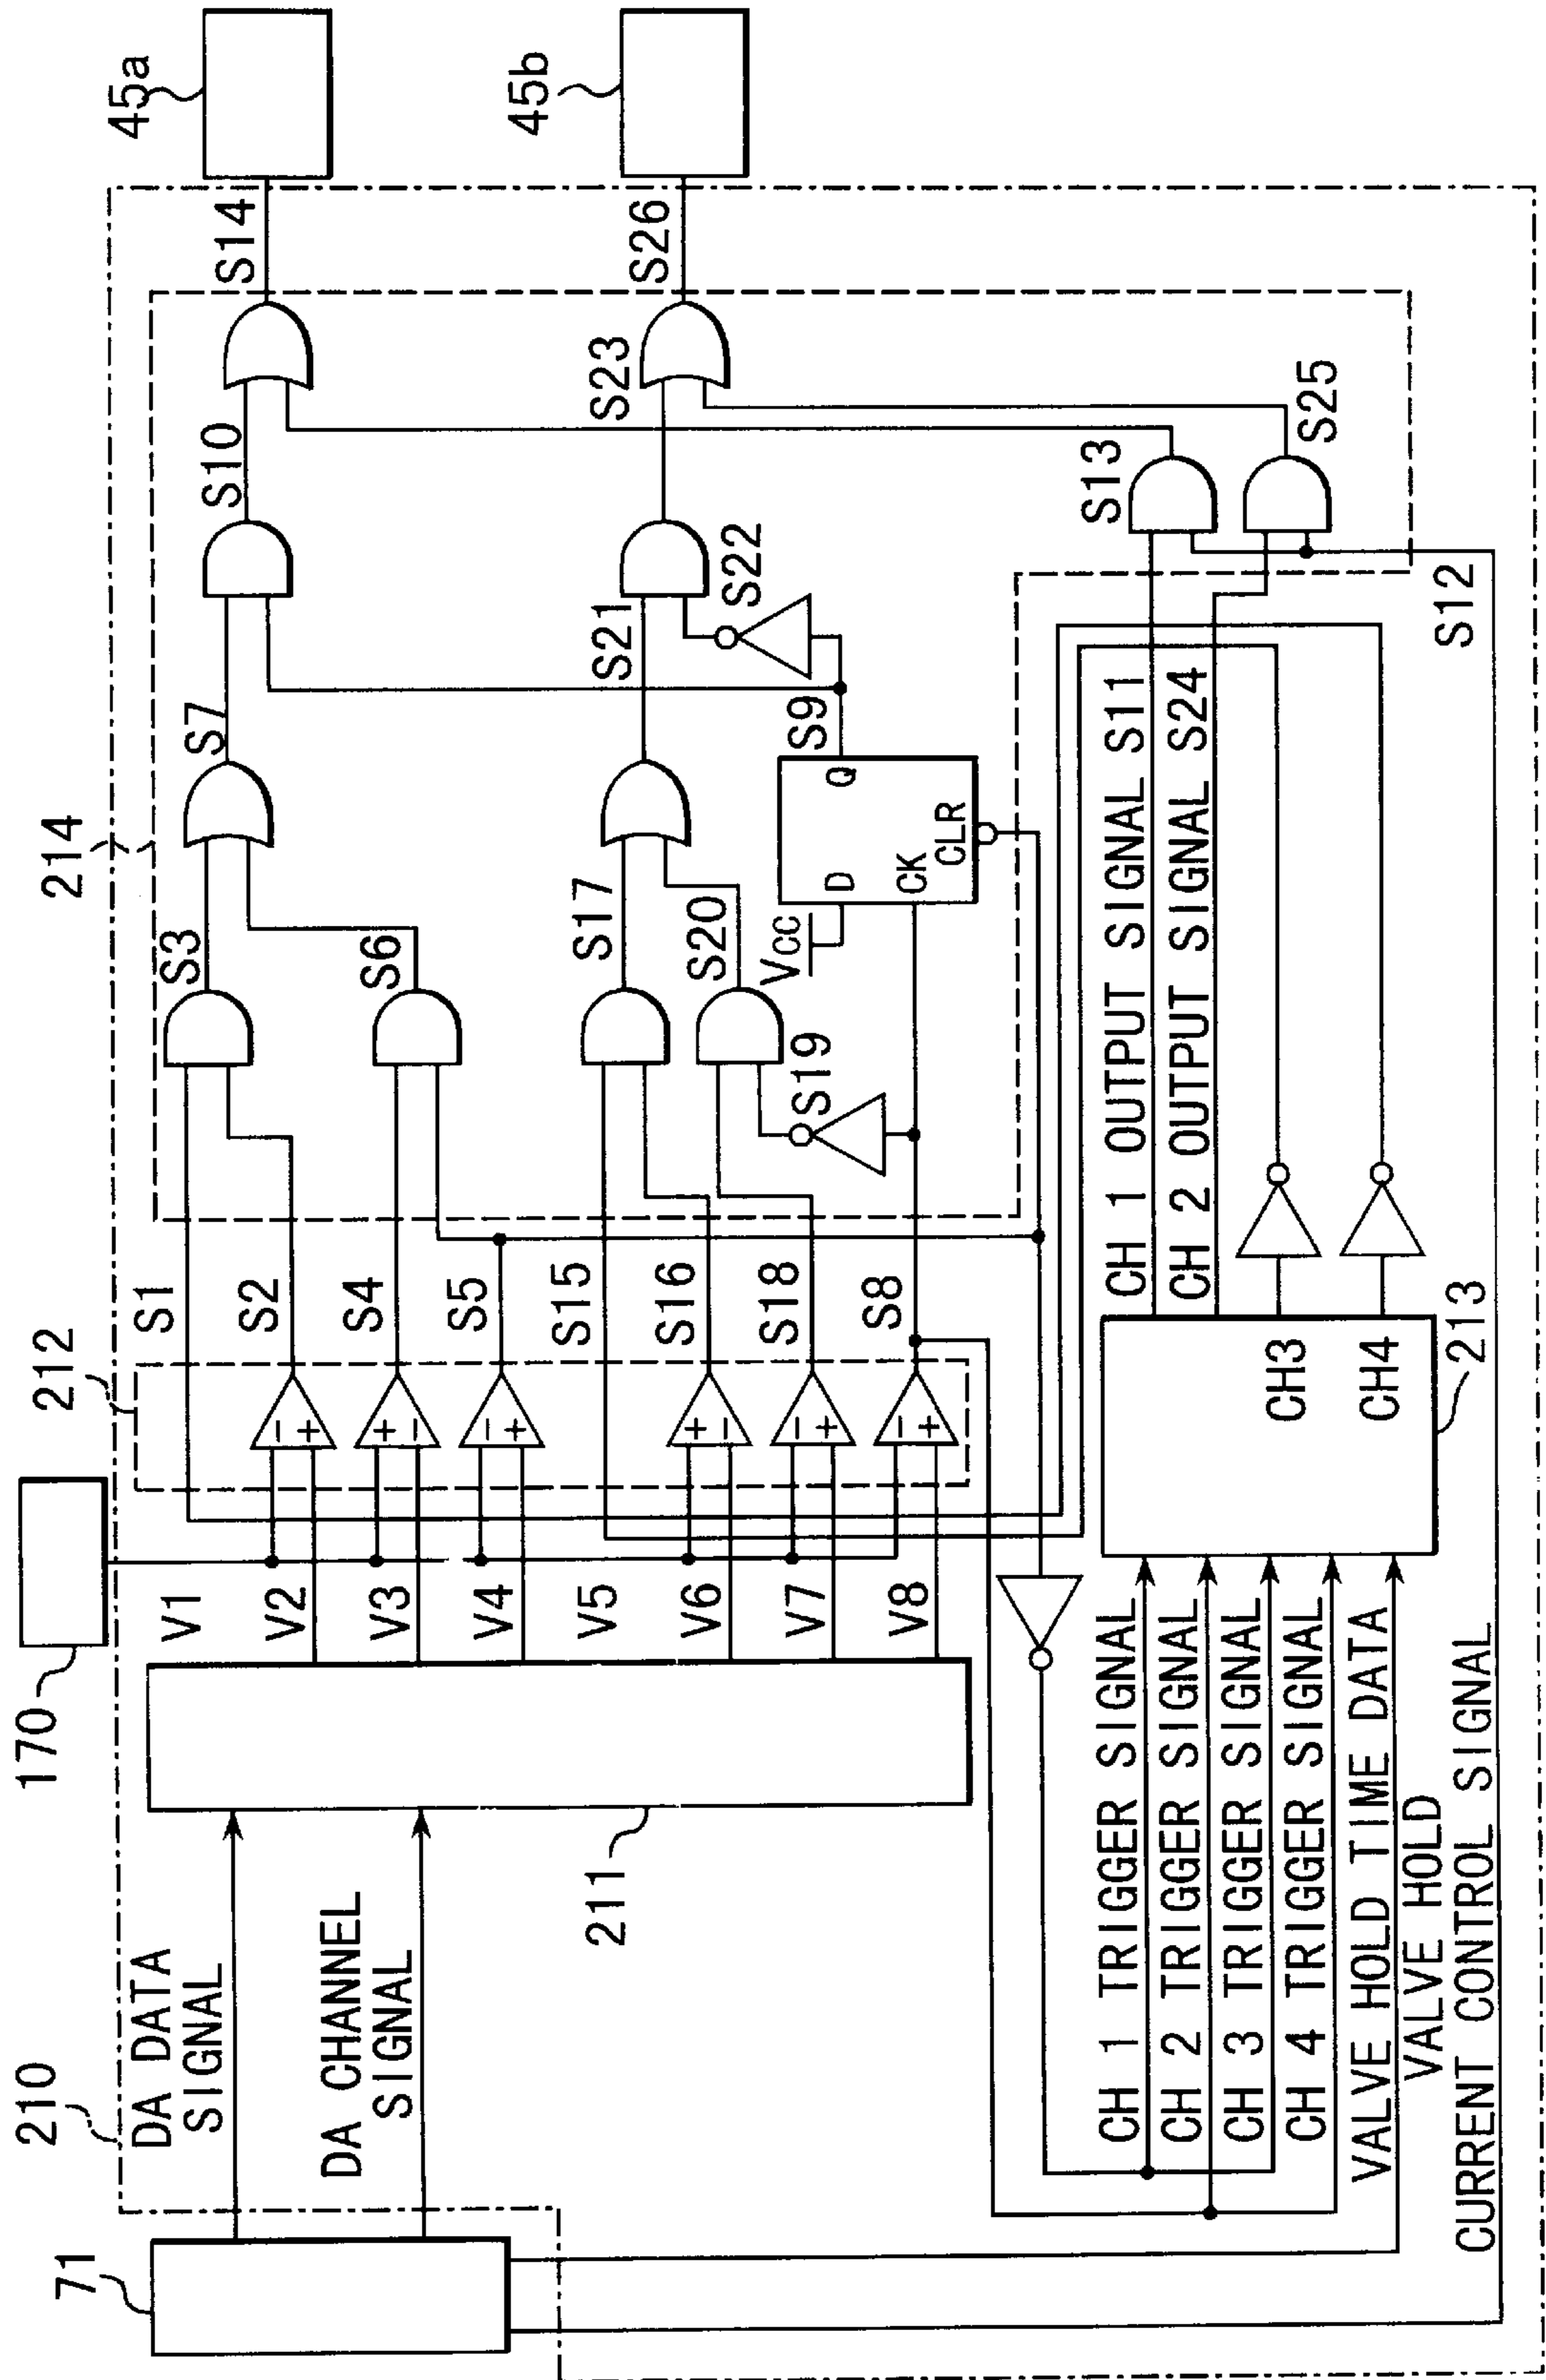 45a
45b
S14
S26
214
S10
S23
S7
S21
S22
S13
S25
S3
S6
S17
S20
S9
VCC
D
Q
CK
CLR
S19
S12
212
S1
S2
S4
S5
S15
S16
S18
S8
−
+
+
−
−
+
+
−
−
+
−
+
CH 1 OUTPUT SIGNAL S11
CH 2 OUTPUT SIGNAL S24
CH3
CH4
213
170
V1
V2
V3
V4
V5
V6
V7
V8
211
210
DA DATA
SIGNAL
DA CHANNEL
SIGNAL
71
CH 1 TRIGGER SIGNAL
CH 2 TRIGGER SIGNAL
CH 3 TRIGGER SIGNAL
CH 4 TRIGGER SIGNAL
VALVE HOLD TIME DATA
VALVE HOLD
CURRENT CONTROL SIGNAL